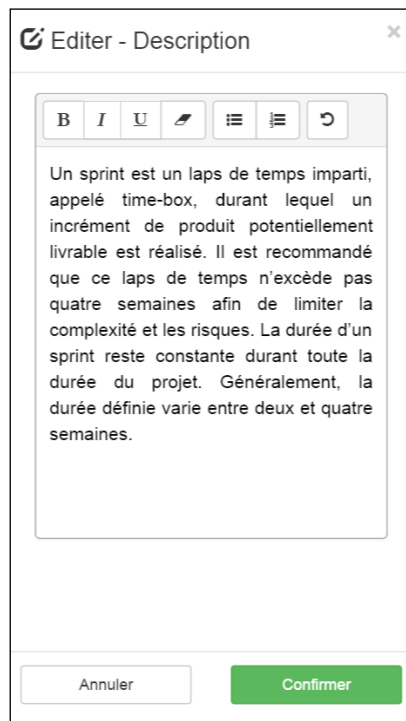 Editer - Description
×
B I U
Un sprint est un laps de temps imparti,
appelé time-box, durant lequel un
incrément de produit potentiellement
livrable est réalisé. Il est recommandé
que ce laps de temps n’excède pas
quatre semaines afin de limiter la
complexité et les risques. La durée d’un
sprint reste constante durant toute la
durée du projet. Généralement, la
durée définie varie entre deux et quatre
semaines.
Annuler Confirmer